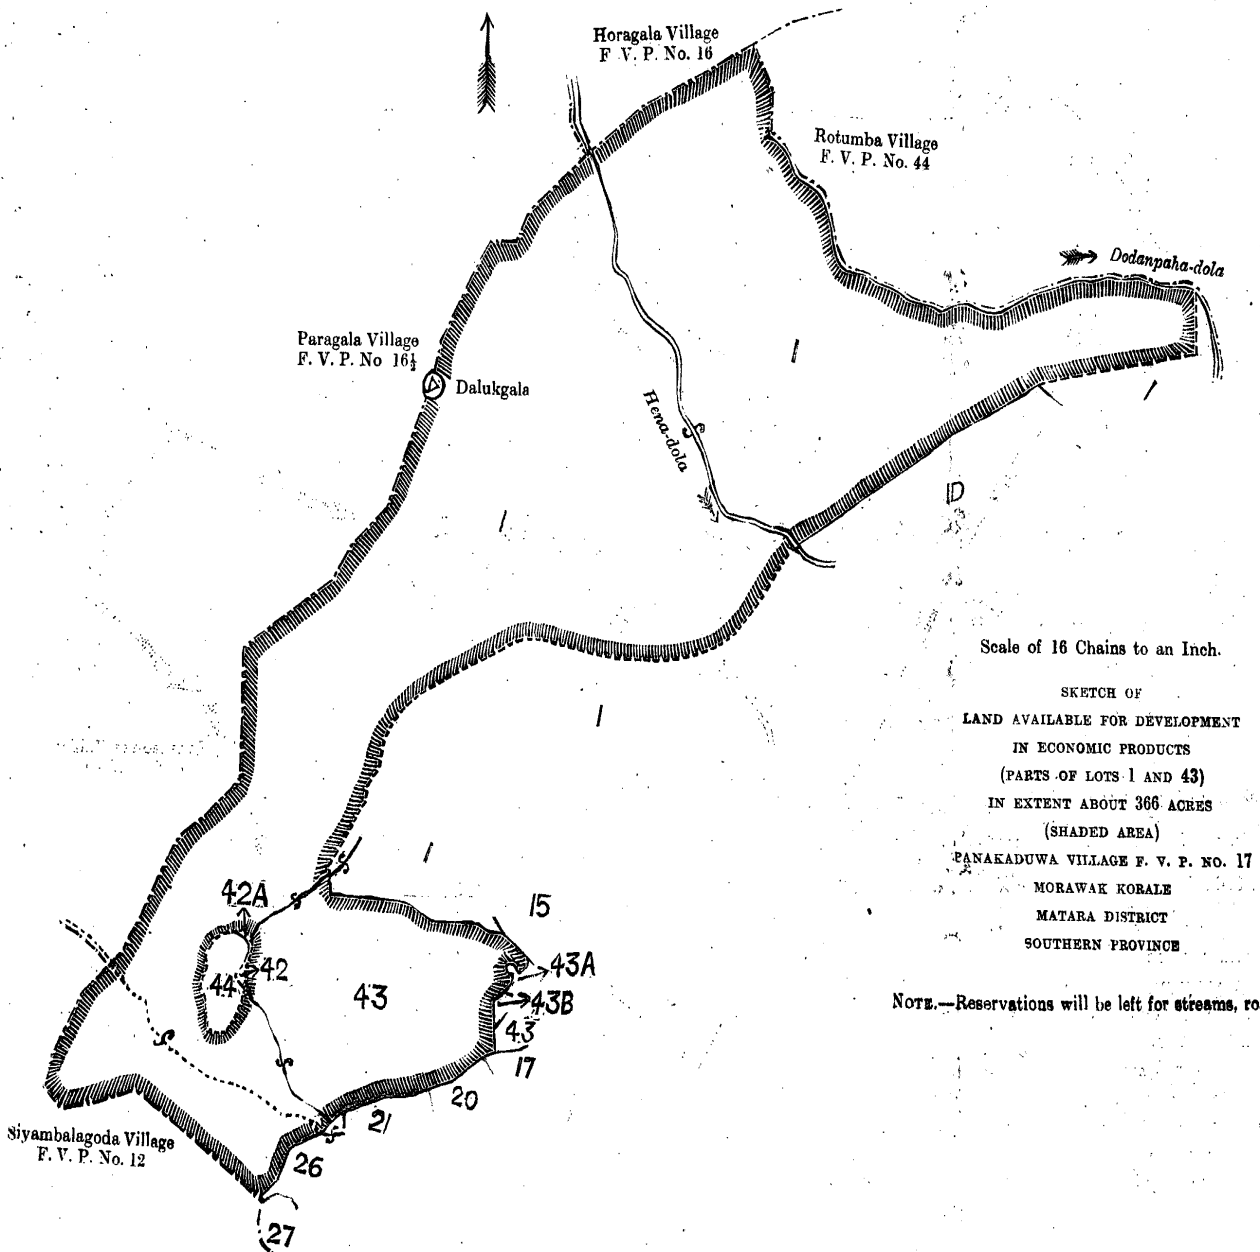 Horagala Village
F. V. P. No. 16
Rotumba Village
F. V. P. No. 44
Dodanpaha-dola
Paragala Village
F. V. P. No 16½
Dalukgala
Hena-dola
1
1
1
1D
1
1
Scale of 16 Chains to an Inch.
SKETCH OF
LAND AVAILABLE FOR DEVELOPMENT
IN ECONOMIC PRODUCTS
(PARTS OF LOTS 1 AND 43)
IN EXTENT ABOUT 366 ACRES
(SHADED AREA)
PANAKADUWA VILLAGE F. V. P. NO. 17
MORAWAK KORALE
MATARA DISTRICT
SOUTHERN PROVINCE
NOTE.—Reservations will be left for streams, ro
42A
15
42
44
43
43A
43B
43
17
20
21
26
27
Siyambalagoda Village
F. V. P. No. 12